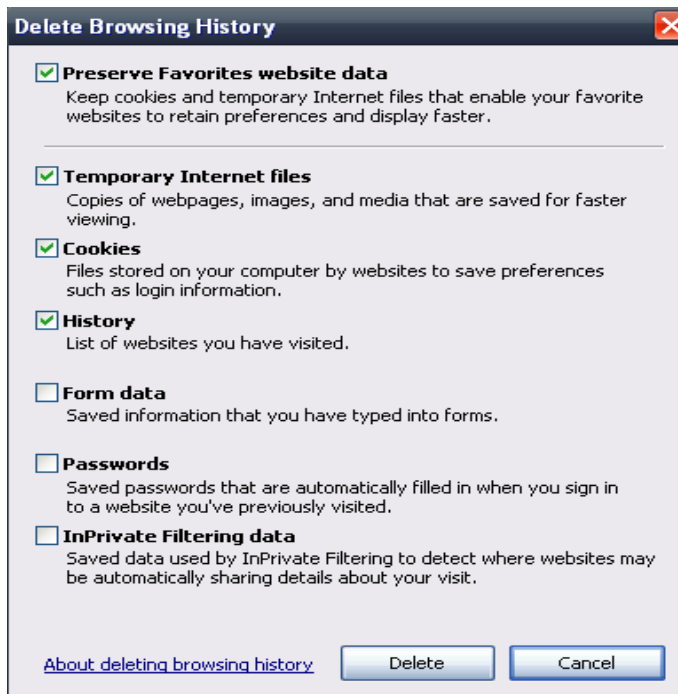 Delete Browsing History
Preserve Favorites website data
Keep cookies and temporary Internet files that enable your favorite
websites to retain preferences and display faster.
Temporary Internet files
Copies of webpages, images, and media that are saved for faster
viewing.
Cookies
Files stored on your computer by websites to save preferences
such as login information.
History
List of websites you have visited.
Form data
Saved information that you have typed into forms.
Passwords
Saved passwords that are automatically filled in when you sign in
to a website you've previously visited.
InPrivate Filtering data
Saved data used by InPrivate Filtering to detect where websites may
be automatically sharing details about your visit.
About deleting browsing history Delete Cancel